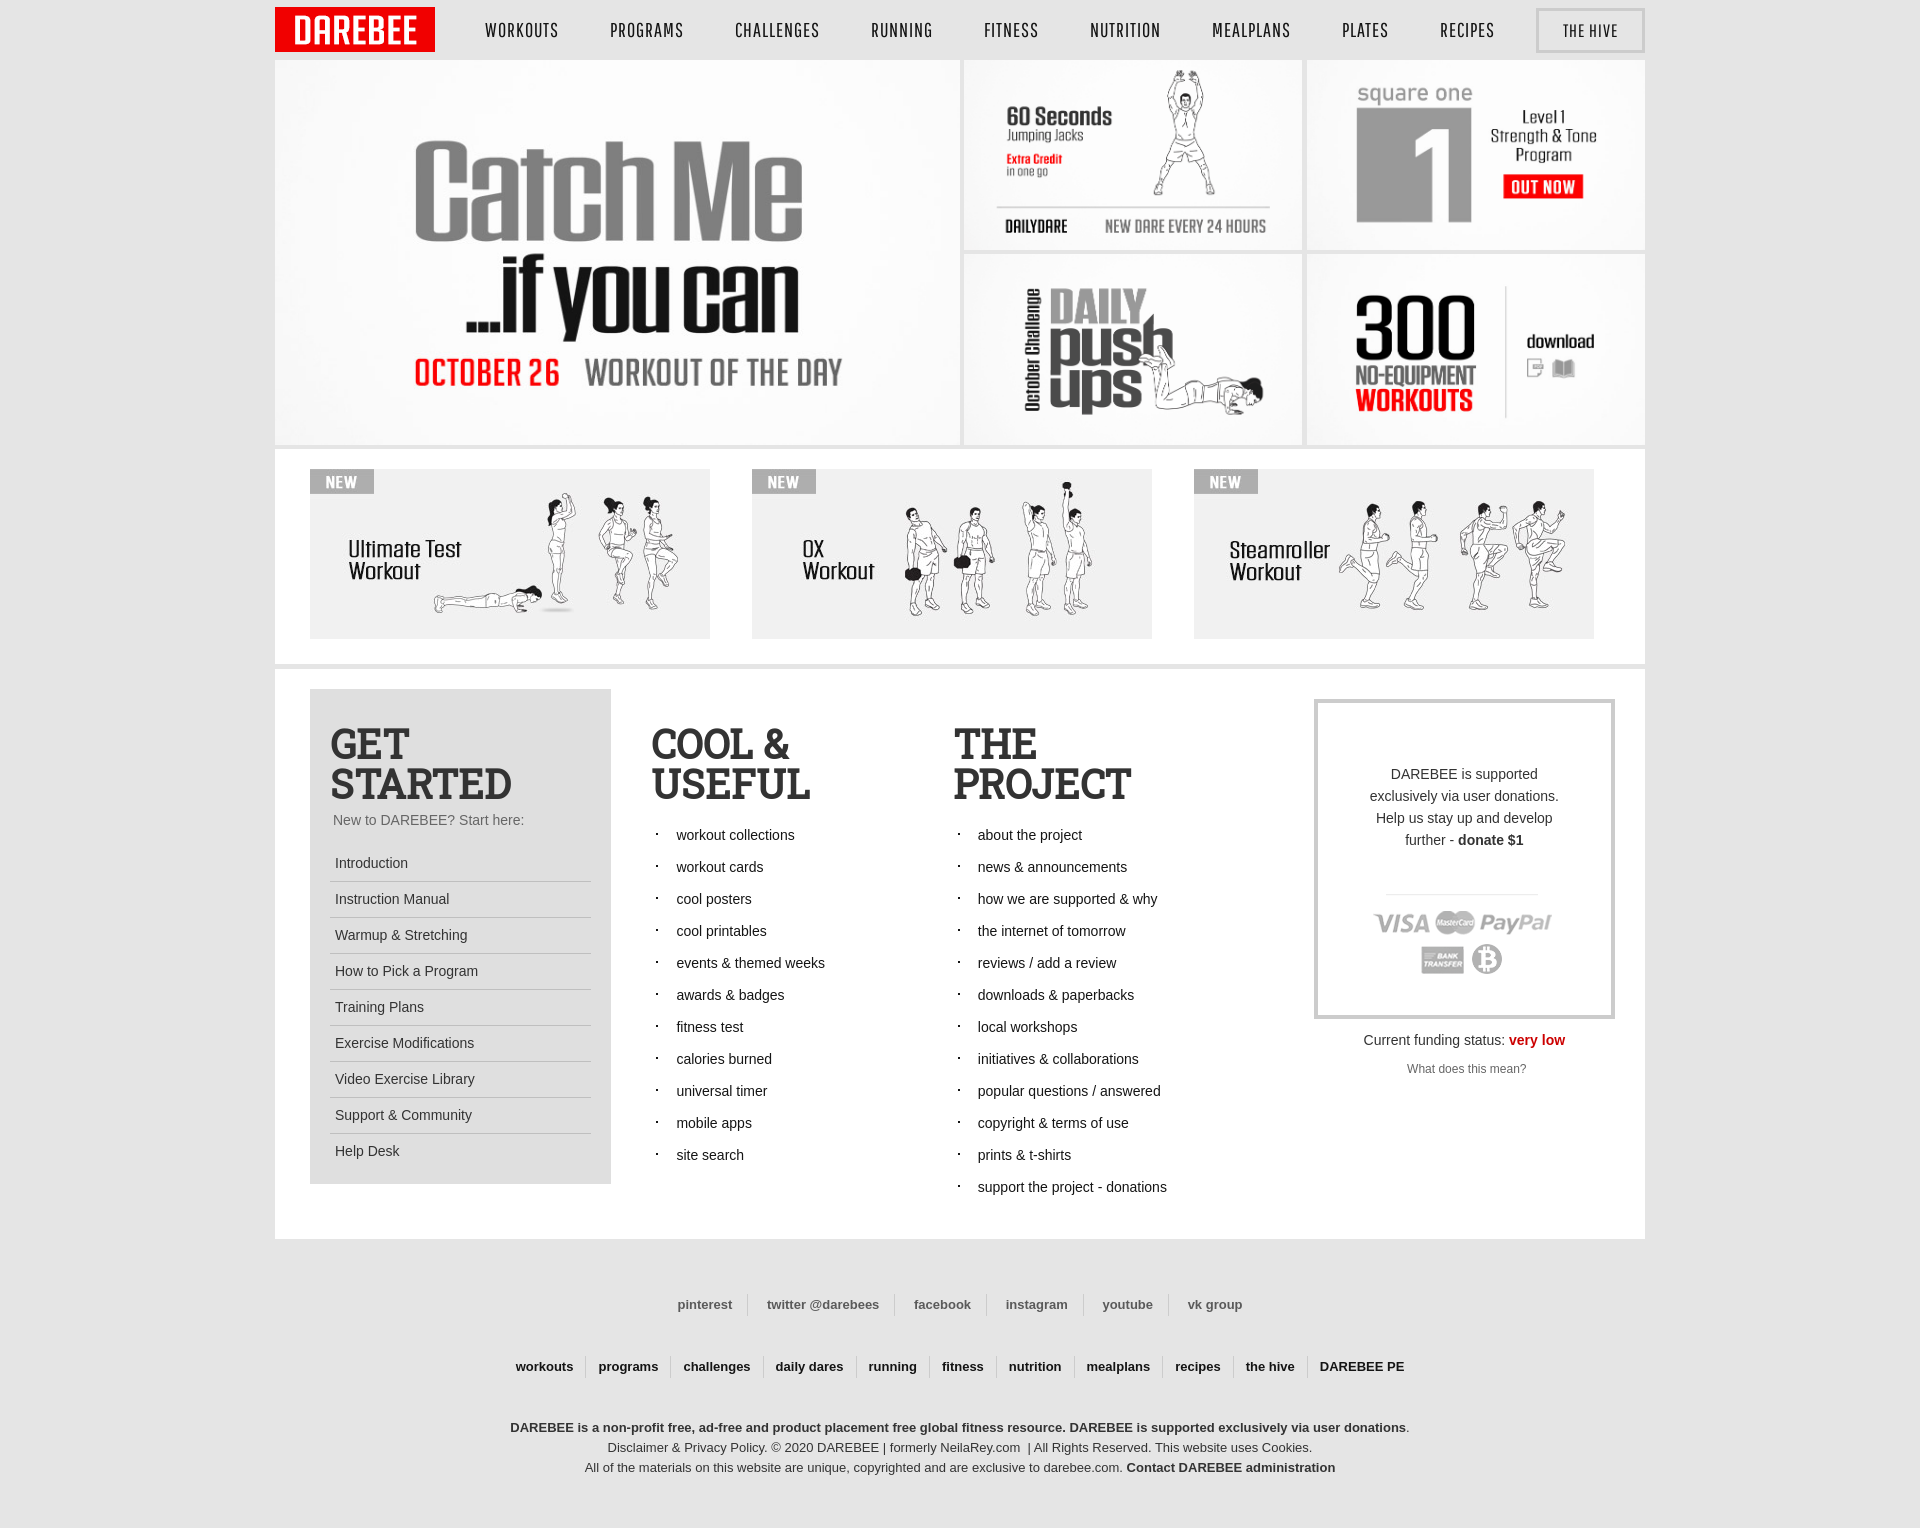 DAREBEE
WORKOUTS PROGRAMS CHALLENGES RUNNING FITNESS NUTRITION MEALPLANS PLATES RECIPES THE HIVE
Catch Me
...if you can
OCTOBER 26 WORKOUT OF THE DAY
60 Seconds
Jumping Jacks
Extra Credit
in one go
DAILYDARE NEW DARE EVERY 24 HOURS
square one
1
Level 1
Strength & Tone
Program
OUT NOW
October Challenge
DAILY
push
ups
300
NO-EQUIPMENT
WORKOUTS
download
NEW
Ultimate Test
Workout
NEW
OX
Workout
NEW
Steamroller
Workout
GET
STARTED
New to DAREBEE? Start here:
Introduction
Instruction Manual
Warmup & Stretching
How to Pick a Program
Training Plans
Exercise Modifications
Video Exercise Library
Support & Community
Help Desk
COOL &
USEFUL
workout collections
workout cards
cool posters
cool printables
events & themed weeks
awards & badges
fitness test
calories burned
universal timer
mobile apps
site search
THE
PROJECT
about the project
news & announcements
how we are supported & why
the internet of tomorrow
reviews / add a review
downloads & paperbacks
local workshops
initiatives & collaborations
popular questions / answered
copyright & terms of use
prints & t-shirts
support the project - donations
DAREBEE is supported
exclusively via user donations.
Help us stay up and develop
further - donate $1
VISA MasterCard PayPal
BANK
TRANSFER
Current funding status: very low
What does this mean?
pinterest twitter @darebees facebook instagram youtube vk group
workouts programs challenges daily dares running fitness nutrition mealplans recipes the hive DAREBEE PE
DAREBEE is a non-profit free, ad-free and product placement free global fitness resource. DAREBEE is supported exclusively via user donations.
Disclaimer & Privacy Policy. © 2020 DAREBEE | formerly NeilaRey.com | All Rights Reserved. This website uses Cookies.
All of the materials on this website are unique, copyrighted and are exclusive to darebee.com. Contact DAREBEE administration